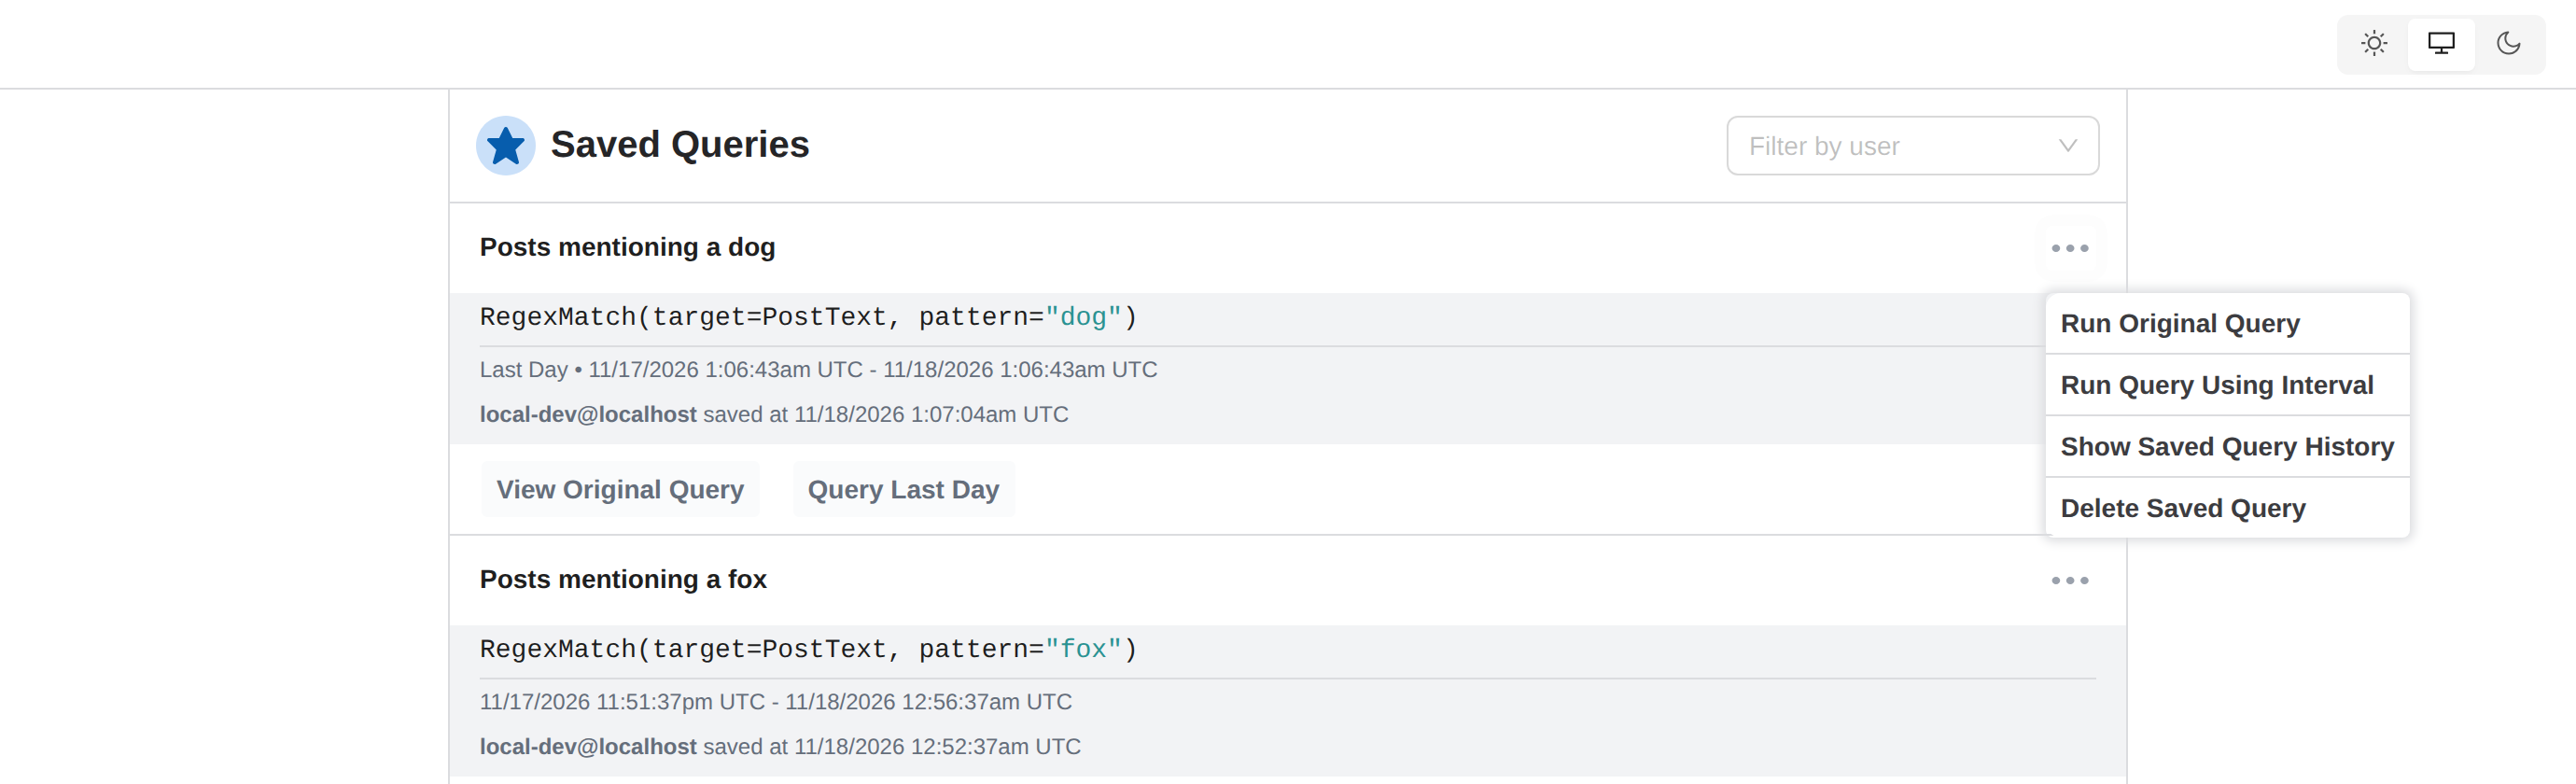 Saved Queries
Filter by user
Posts mentioning a dog
RegexMatch(target=PostText, pattern="dog")
Last Day • 11/17/2026 1:06:43am UTC - 11/18/2026 1:06:43am UTC
local-dev@localhost saved at 11/18/2026 1:07:04am UTC
View Original Query
Query Last Day
Run Original Query
Run Query Using Interval
Show Saved Query History
Delete Saved Query
Posts mentioning a fox
RegexMatch(target=PostText, pattern="fox")
11/17/2026 11:51:37pm UTC - 11/18/2026 12:56:37am UTC
local-dev@localhost saved at 11/18/2026 12:52:37am UTC